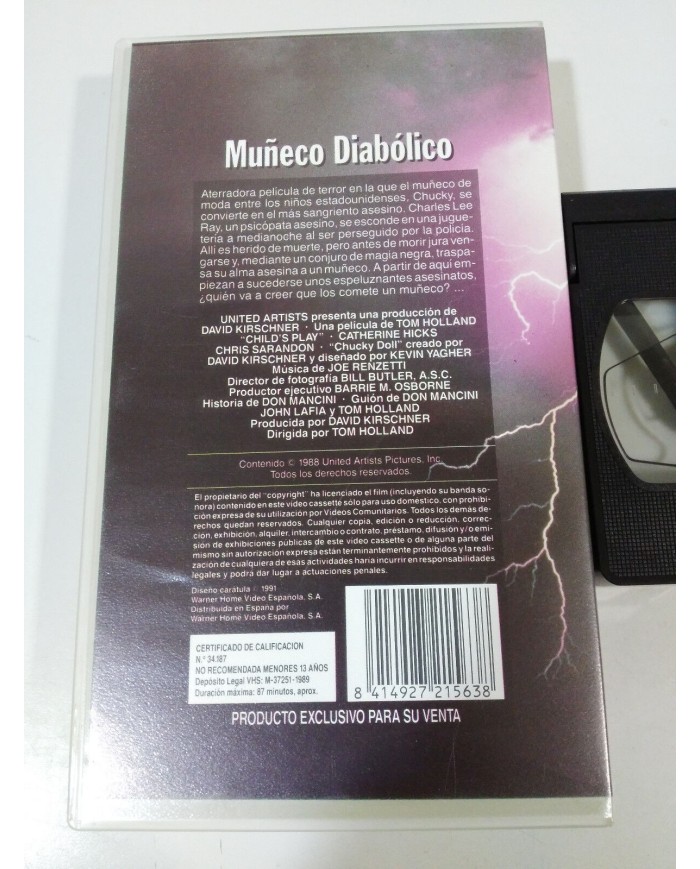 Muñeco Diabólico
Aterradora película de terror en la que el muñeco de
moda entre los niños estadounidenses, Chucky, se
convierte en el más sangriento asesino. Charles Lee
Ray, un psicópata asesino, se esconde en una jugue-
tería a medianoche al ser perseguido por la policía.
Allí es herido de muerte, pero antes de morir jura ven-
garse y, mediante un conjuro de magia negra, traspa-
sa su alma asesina a un muñeco. A partir de aquí em-
piezan a sucederse unos espeluznantes asesinatos,
¿quién va a creer que los comete un muñeco? ...
UNITED ARTISTS presenta una producción de
DAVID KIRSCHNER · Una película de TOM HOLLAND
"CHILD'S PLAY" · CATHERINE HICKS
CHRIS SARANDON · "Chucky Doll" creado por
DAVID KIRSCHNER y diseñado por KEVIN YAGHER
Música de JOE RENZETTI
Director de fotografía BILL BUTLER, A.S.C.
Productor ejecutivo BARRIE M. OSBORNE
Historia de DON MANCINI · Guión de DON MANCINI
JOHN LAFIA y TOM HOLLAND
Producida por DAVID KIRSCHNER
Dirigida por TOM HOLLAND
Contenido © 1988 United Artists Pictures, Inc.
Todos los derechos reservados.
El propietario del "copyright" ha licenciado el film (incluyendo su banda so-
nora) contenido en este video cassette sólo para uso doméstico, con prohibi-
ción expresa de su utilización por Videos Comunitarios. Todos los demás de-
rechos quedan reservados. Cualquier copia, edición o reducción, correc-
ción, exhibición, alquiler, intercambio o contrato, préstamo, difusión y/o emi-
sión de exhibiciones publicas de este video cassette o de alguna parte del
mismo sin autorización expresa están terminantemente prohibidos y la reali-
zación de cualquiera de esas actividades haría incurrir en responsabilidades
legales y podrá dar lugar a actuaciones penales.
Diseño carátula © 1991
Warner Home Video Española, S.A.
Distribuida en España por
Warner Home Video Española, S.A.
CERTIFICADO DE CALIFICACION
N.º 34.187
NO RECOMENDADA MENORES 13 AÑOS
Depósito Legal VHS: M-37251-1989
Duración máxima: 87 minutos, aprox.
8 414927 215638
PRODUCTO EXCLUSIVO PARA SU VENTA